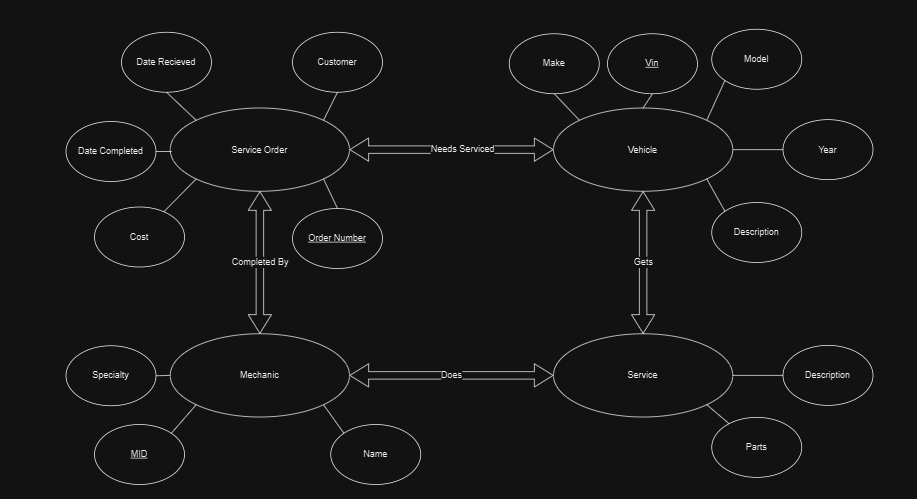 Date Recieved
Customer
Make
Vin
Model
Date Completed
Service Order
Needs Serviced
Vehicle
Year
Cost
Order Number
Description
Completed By
Gets
Specialty
Mechanic
Does
Service
Description
MID
Name
Parts